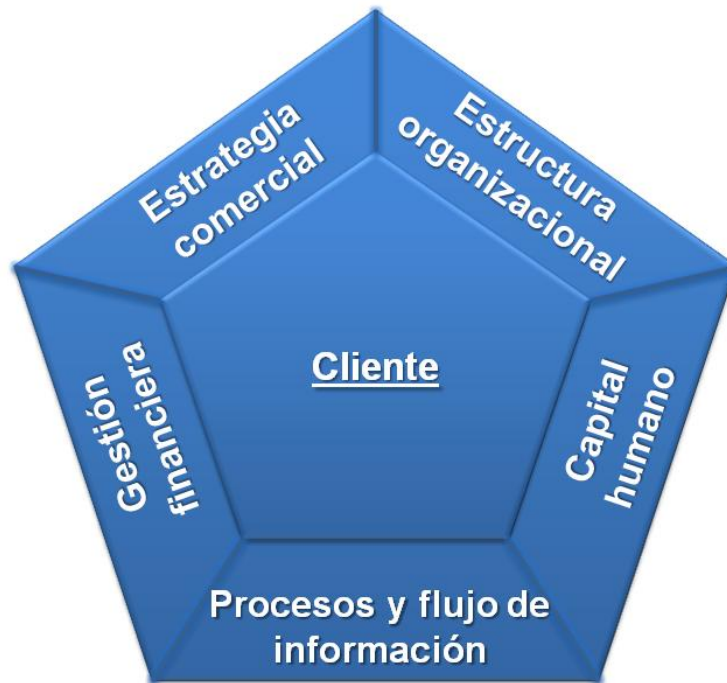 Estrategia
comercial
Estructura
organizacional
Cliente
Gestión
financiera
Capital
humano
Procesos y flujo de
información